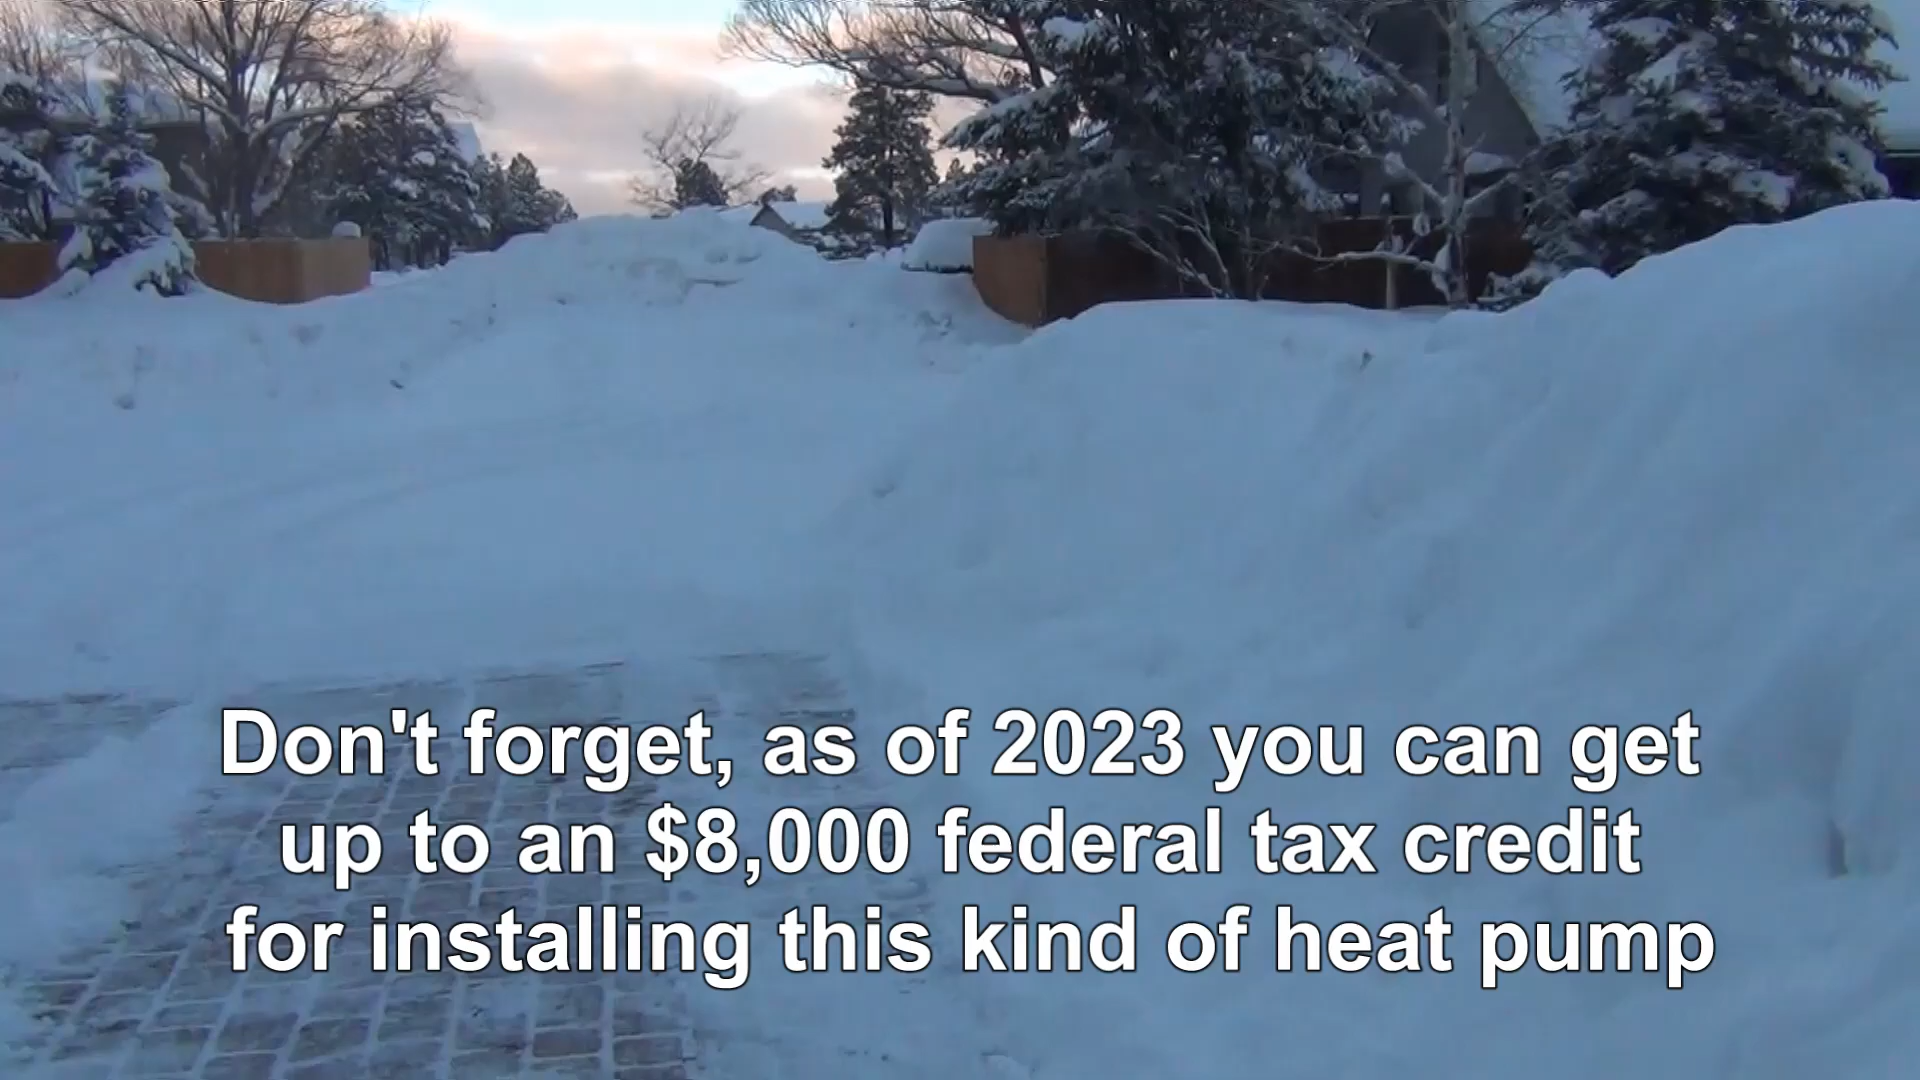 Don't forget, as of 2023 you can get
up to an $8,000 federal tax credit
for installing this kind of heat pump